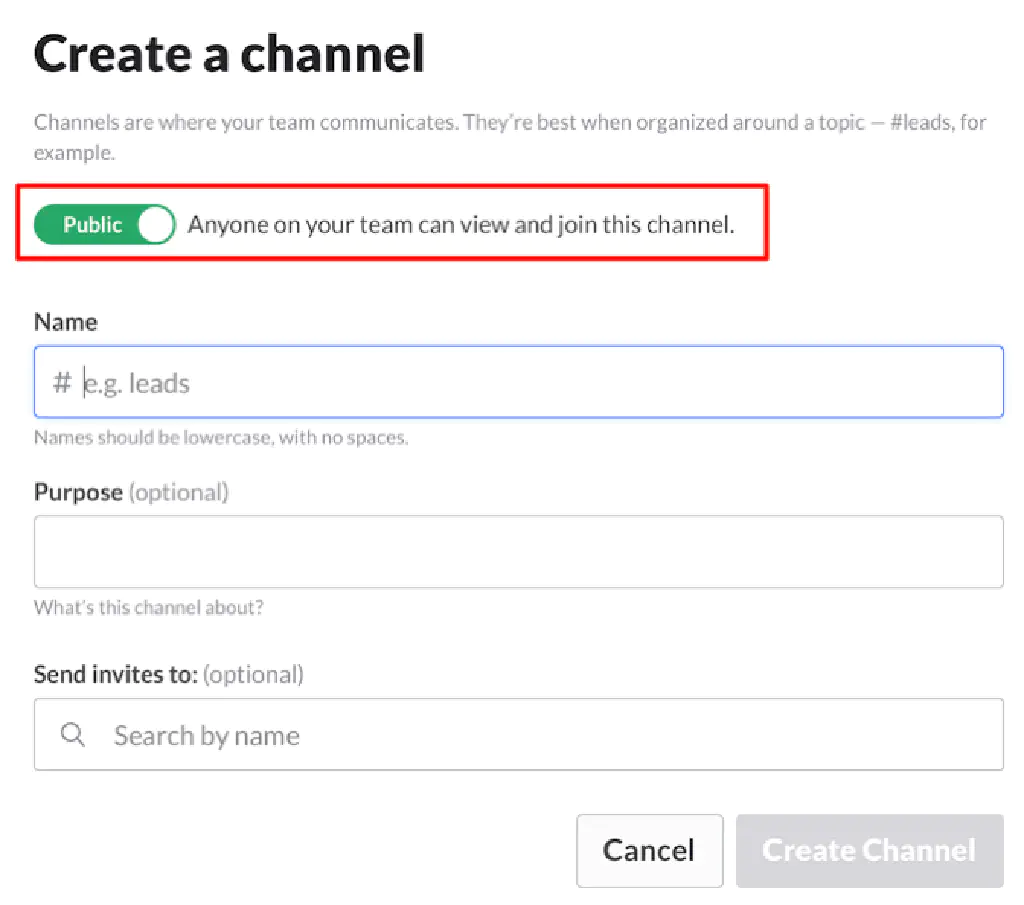 Create a channel
Channels are where your team communicates. They're best when organized around a topic — #leads, for
example.
Public Anyone on your team can view and join this channel.
Name
# e.g. leads
Names should be lowercase, with no spaces.
Purpose (optional)
What's this channel about?
Send invites to: (optional)
Search by name
Cancel Create Channel